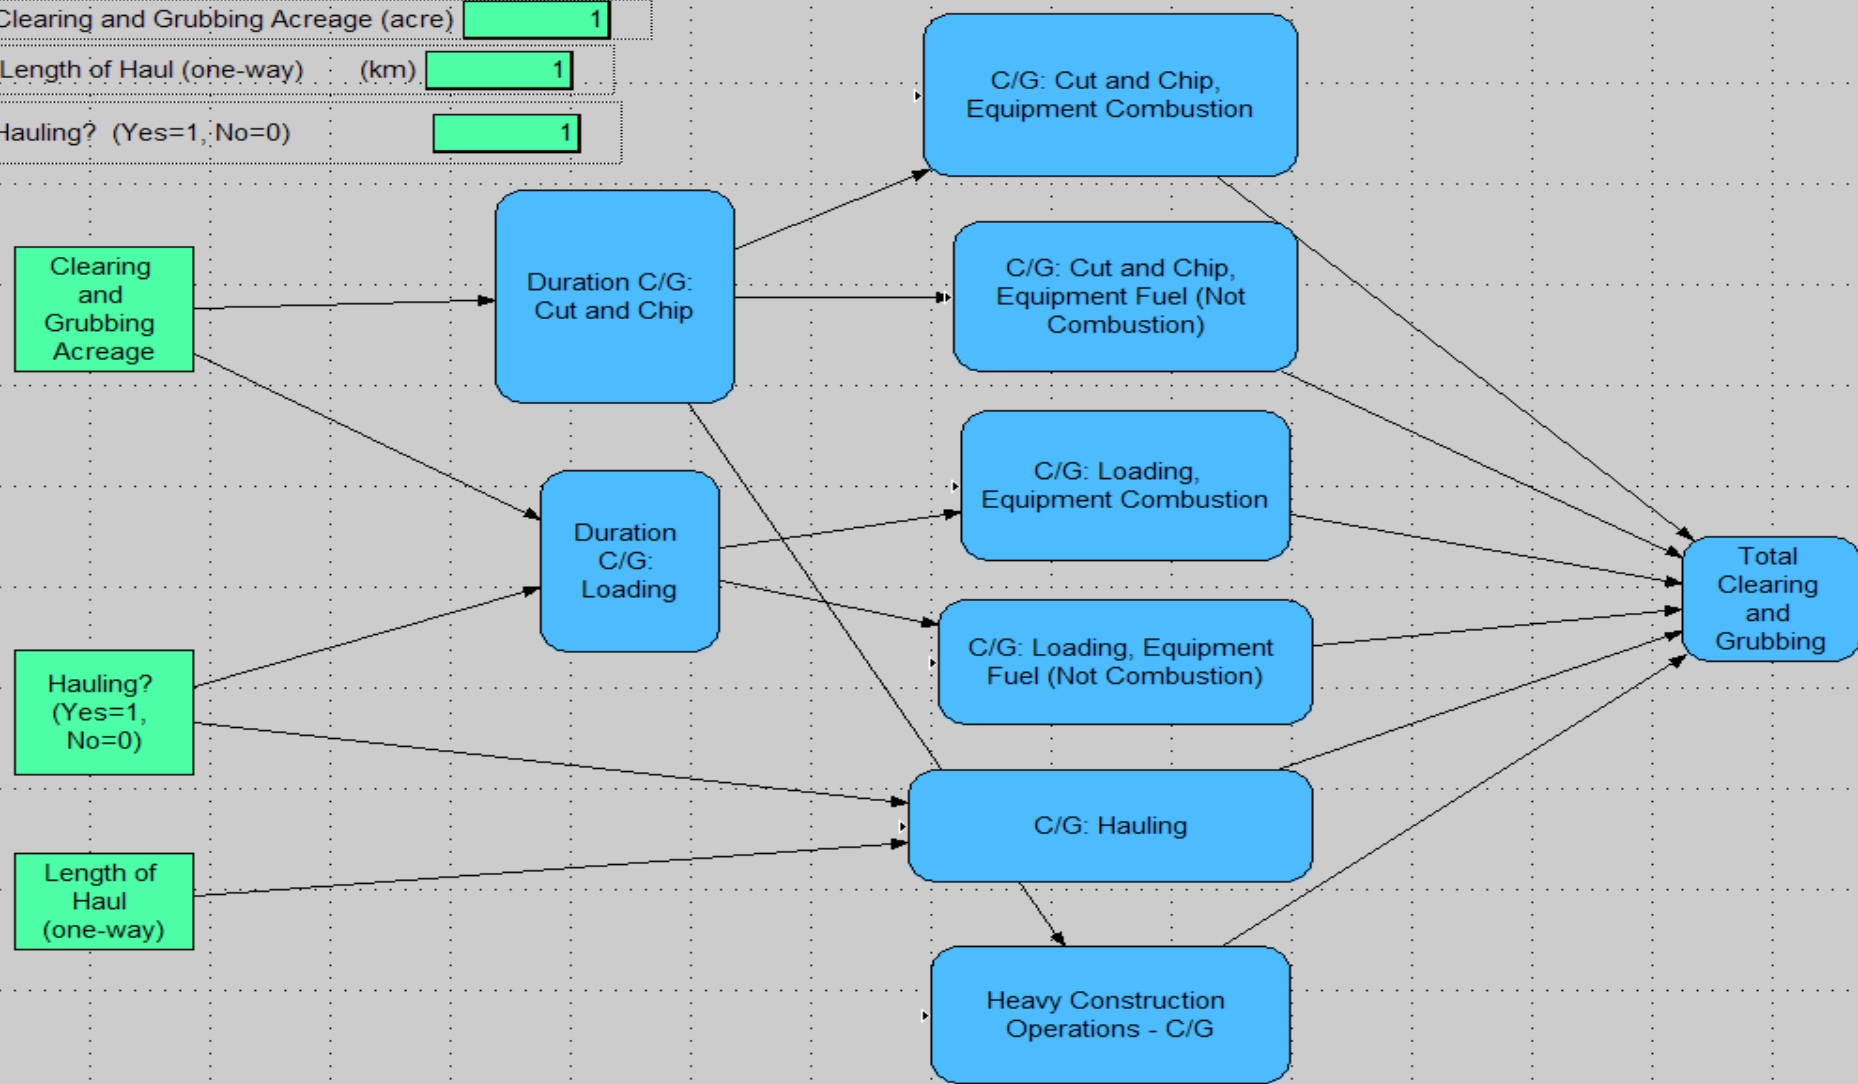 Clearing and Grubbing Acreage (acre) 1
Length of Haul (one-way) (km) 1
Hauling? (Yes=1, No=0) 1
C/G: Cut and Chip,
Equipment Combustion
Clearing
and
Grubbing
Acreage
Duration C/G:
Cut and Chip
C/G: Cut and Chip,
Equipment Fuel (Not
Combustion)
C/G: Loading,
Equipment Combustion
Duration
C/G:
Loading
Total
Clearing
and
Grubbing
C/G: Loading, Equipment
Fuel (Not Combustion)
Hauling?
(Yes=1,
No=0)
C/G: Hauling
Length of
Haul
(one-way)
Heavy Construction
Operations - C/G